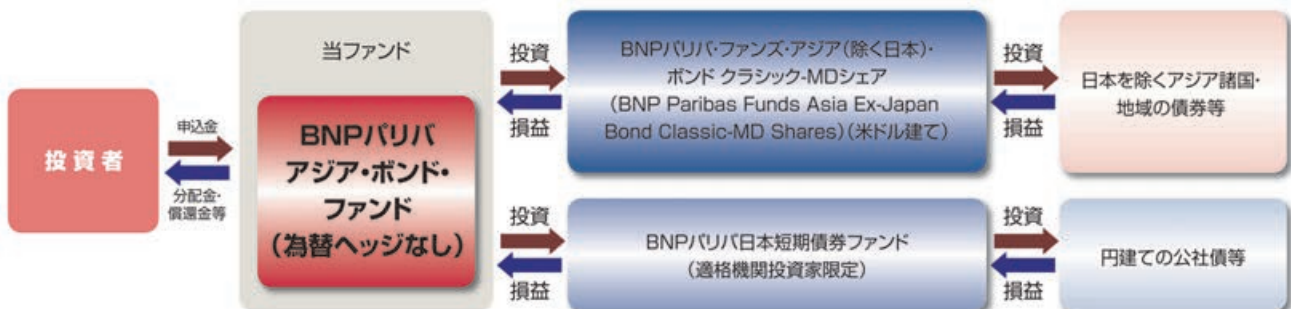 投資者
申込金
分配金・
償還金等
当ファンド
BNPパリバ
アジア・ボンド・
ファンド
(為替ヘッジなし)
投資
損益
BNPパリバ・ファンズ・アジア(除く日本)・
ボンド クラシック-MDシェア
(BNP Paribas Funds Asia Ex-Japan
Bond Classic-MD Shares)(米ドル建て)
投資
損益
日本を除くアジア諸国・
地域の債券等
投資
損益
BNPパリバ日本短期債券ファンド
(適格機関投資家限定)
投資
損益
円建ての公社債等